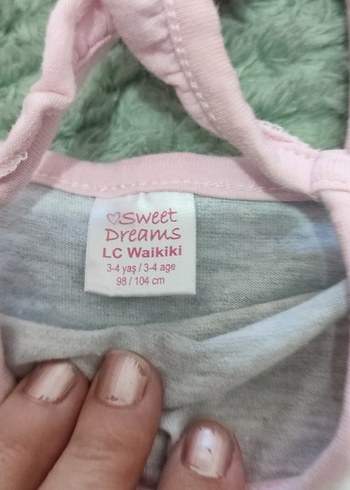 ♡Sweet
Dreams
LC Waikiki
3-4 yaş / 3-4 age
98 / 104 cm